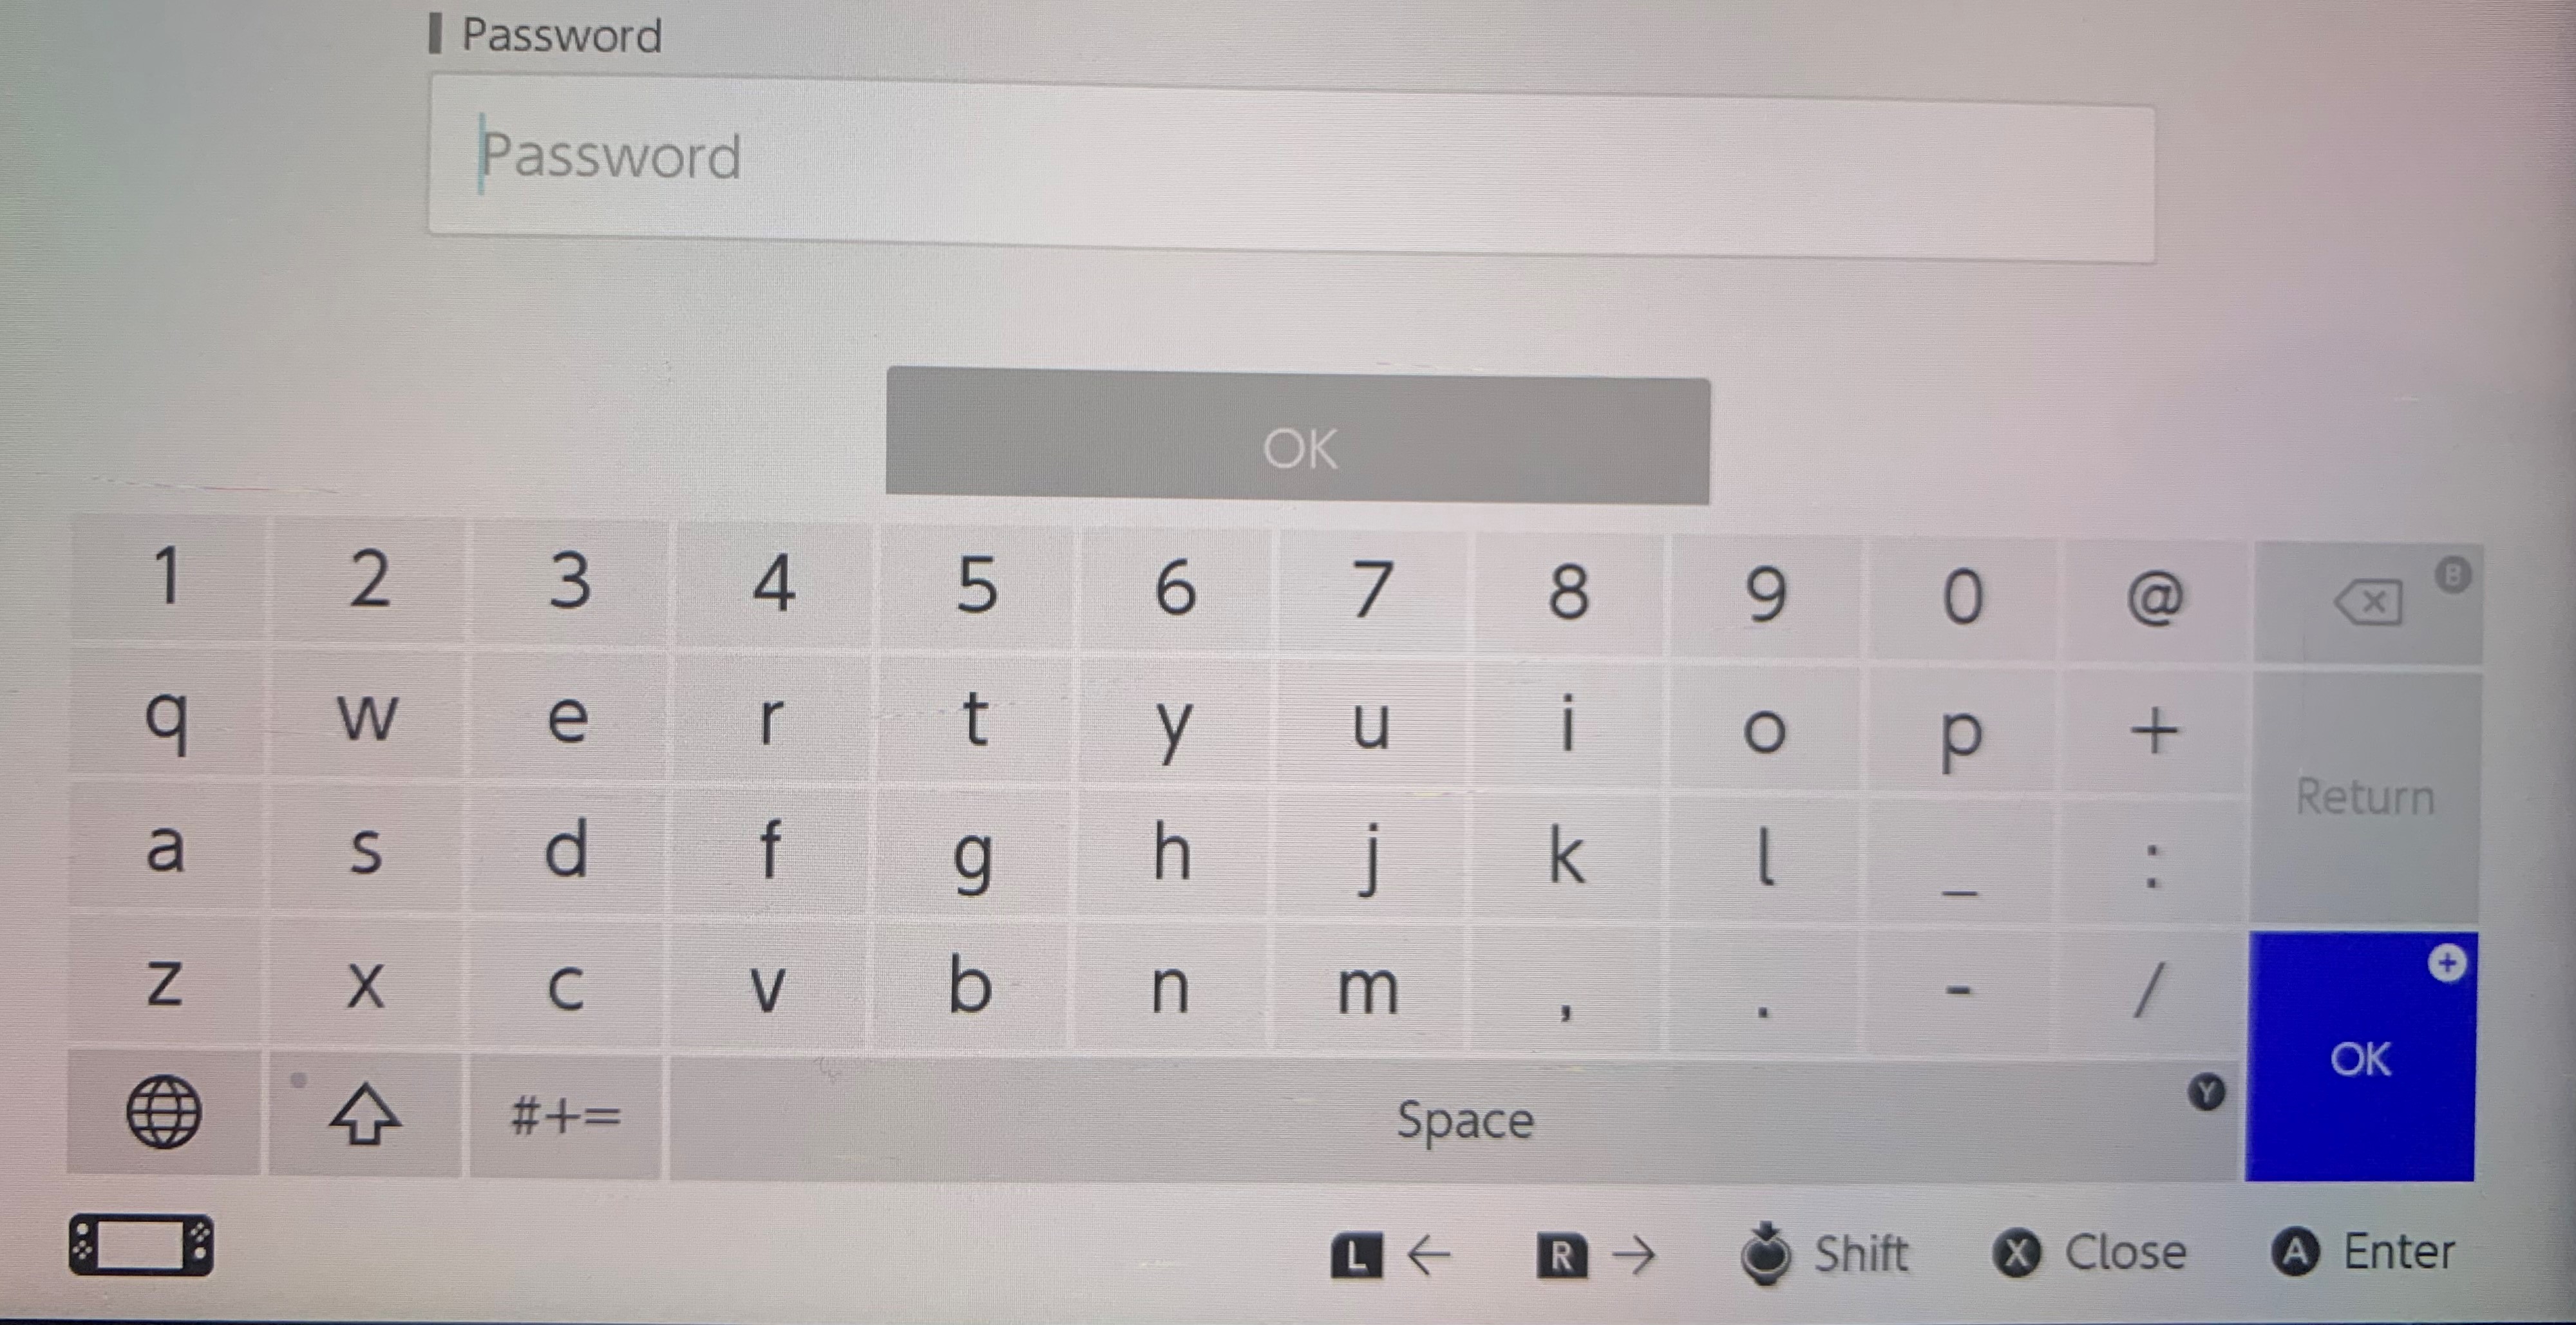 Password
Password
OK
1 2 3 4 5 6 7 8 9 0 @ B
q w e r t y u i o p +
Return
a s d f g h j k l _ :
z x c v b n m , . - / +
OK
#+= Space Y
L ← R → Shift X Close A Enter